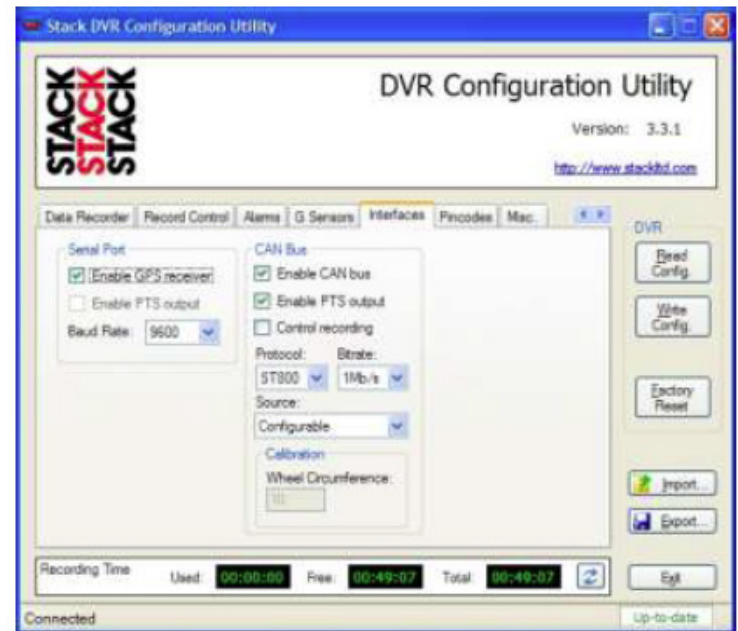 Stack DVR Configuration Utility
STACK
STACK
STACK
DVR Configuration Utility
Version: 3.3.1
http://www.stackltd.com
Data Recorder Record Control Alarms G Sensors Interfaces Pincodes Misc.
Serial Port
Enable GPS receiver
Enable PTS output
Baud Rate: 9600
CAN Bus
Enable CAN bus
Enable PTS output
Control recording
Protocol: Bitrate:
ST800 1Mb/s
Source:
Configurable
Calibration
Wheel Circumference:
DVR
Read Config.
Write Config.
Factory Reset
Import...
Export...
Recording Time
Used: 00:00:00 Free: 00:49:07 Total: 00:49:07
Exit
Connected
Up-to-date